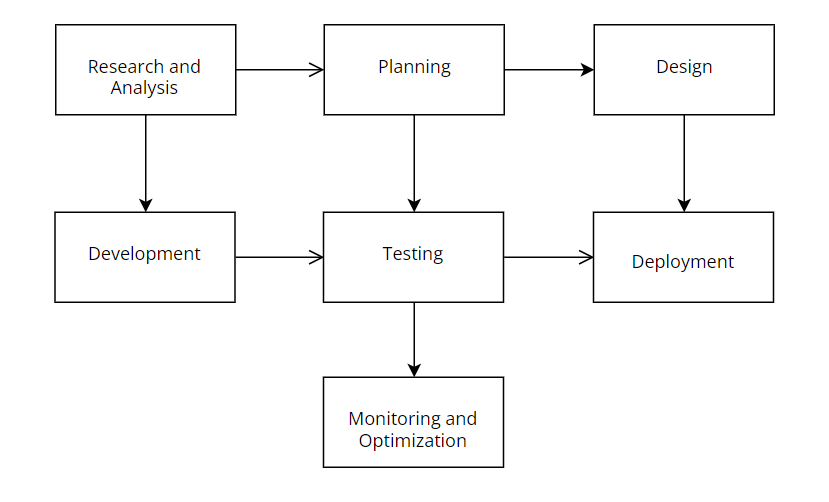 Research and
Analysis
Planning
Design
Development
Testing
Deployment
Monitoring and
Optimization